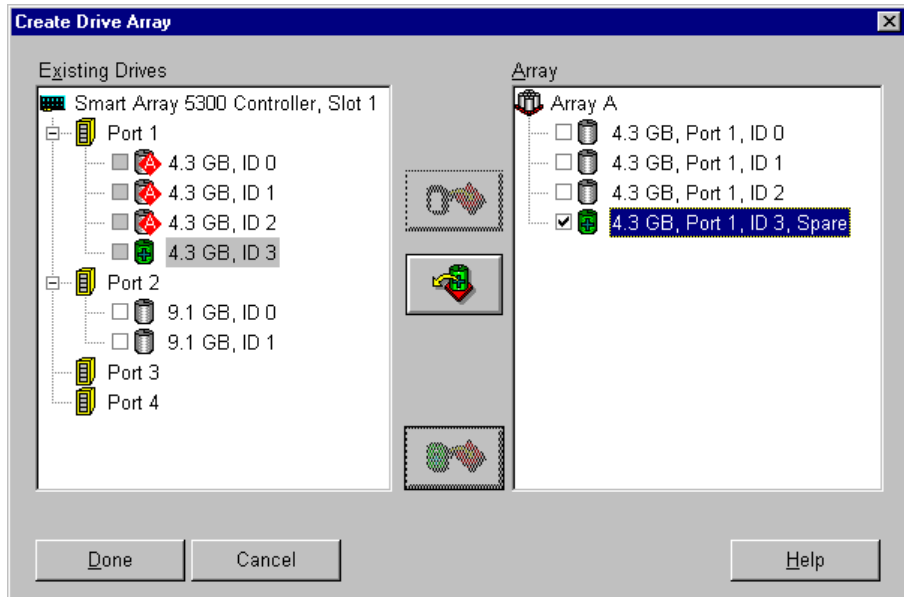 Create Drive Array
Existing Drives
Smart Array 5300 Controller, Slot 1
Port 1
A 4.3 GB, ID 0
A 4.3 GB, ID 1
A 4.3 GB, ID 2
4.3 GB, ID 3
Port 2
9.1 GB, ID 0
9.1 GB, ID 1
Port 3
Port 4
Array
Array A
4.3 GB, Port 1, ID 0
4.3 GB, Port 1, ID 1
4.3 GB, Port 1, ID 2
4.3 GB, Port 1, ID 3, Spare
Done
Cancel
Help